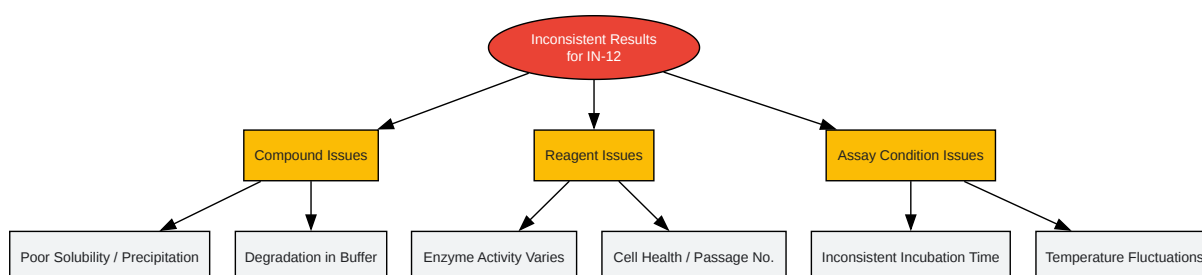 Inconsistent Results
for IN-12
Compound Issues
Reagent Issues
Assay Condition Issues
Poor Solubility / Precipitation
Degradation in Buffer
Enzyme Activity Varies
Cell Health / Passage No.
Inconsistent Incubation Time
Temperature Fluctuations